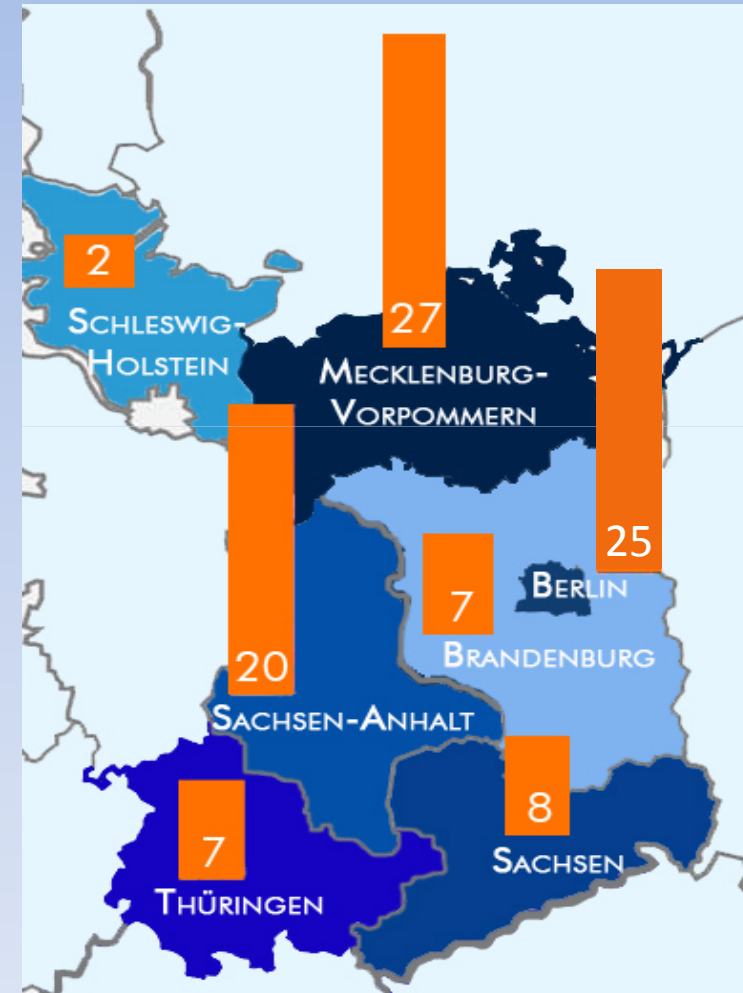 2
SCHLESWIG-
HOLSTEIN
27
MECKLENBURG-
VORPOMMERN
25
BERLIN
7
BRANDENBURG
20
SACHSEN-ANHALT
8
SACHSEN
7
THÜRINGEN